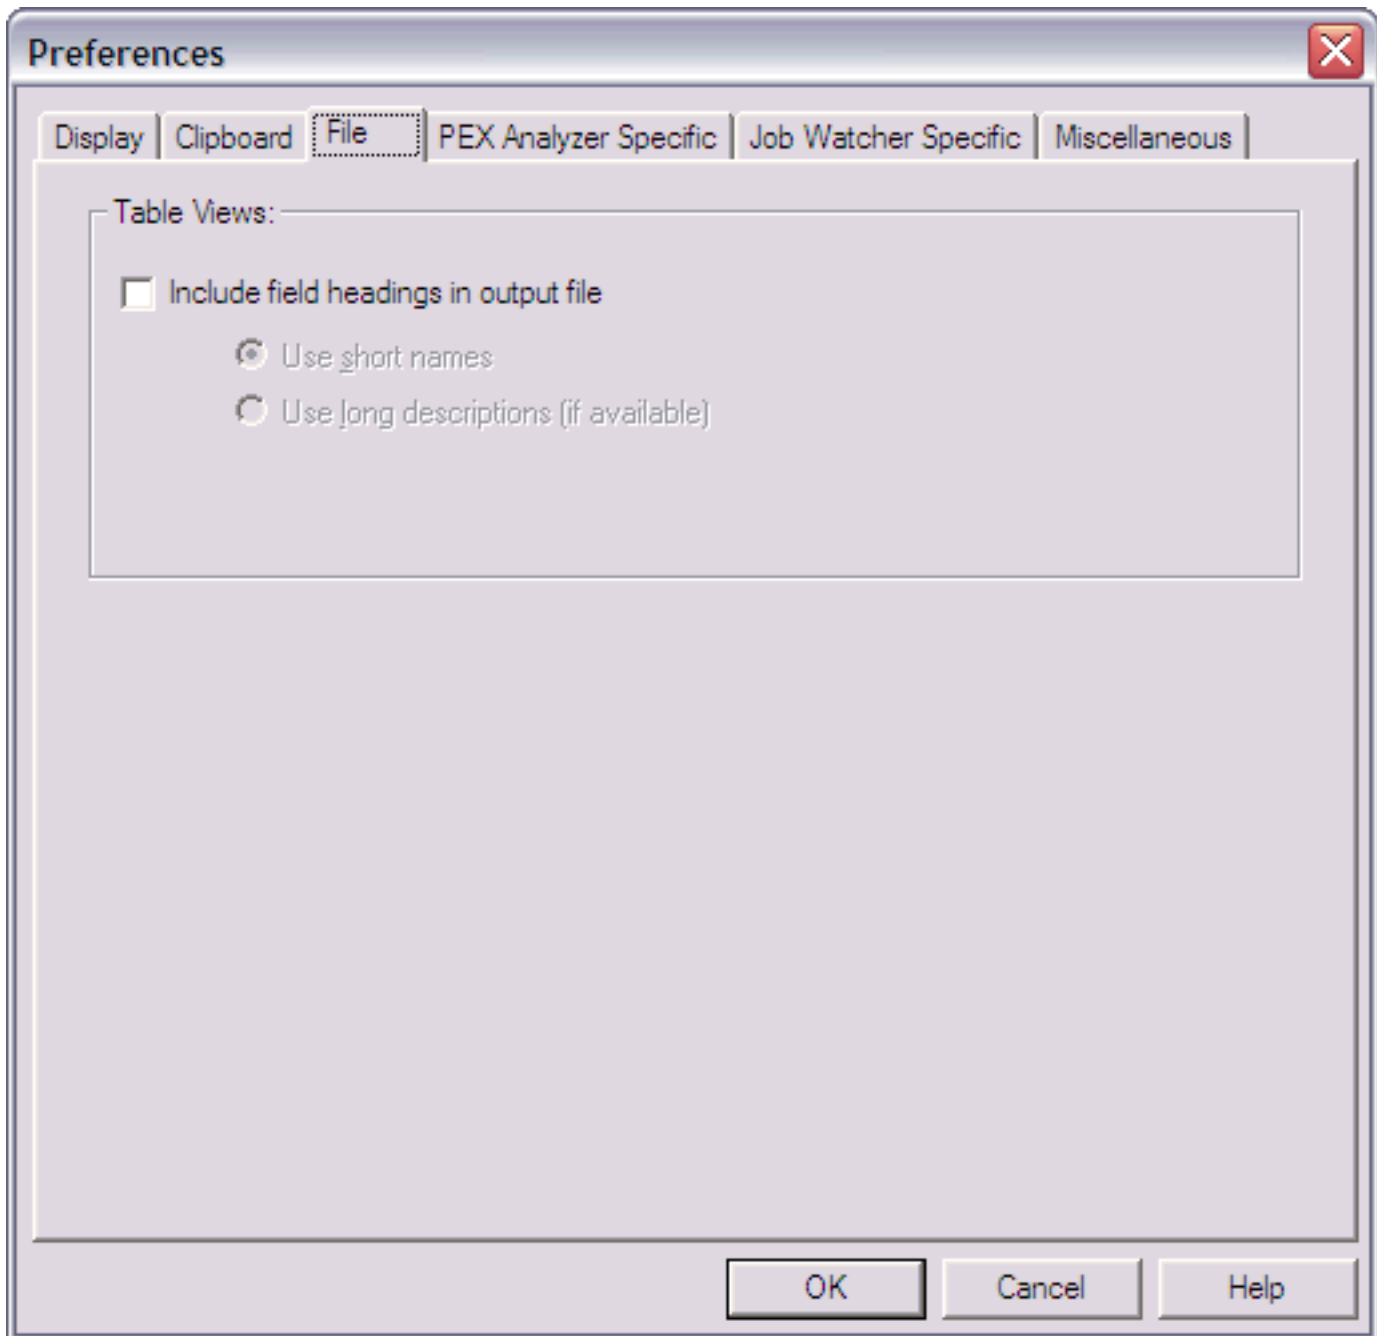 Preferences
Display Clipboard File PEX Analyzer Specific Job Watcher Specific Miscellaneous
Table Views:
Include field headings in output file
Use short names
Use long descriptions (if available)
OK Cancel Help